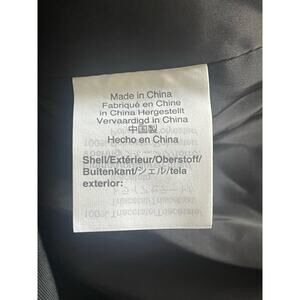 Made in China
Fabriqué en Chine
in China Hergestellt
Vervaardigd in China
中国製
Hecho en China
Shell/Extérieur/Oberstoff/
Buitenkant/シェル/tela
exterior: